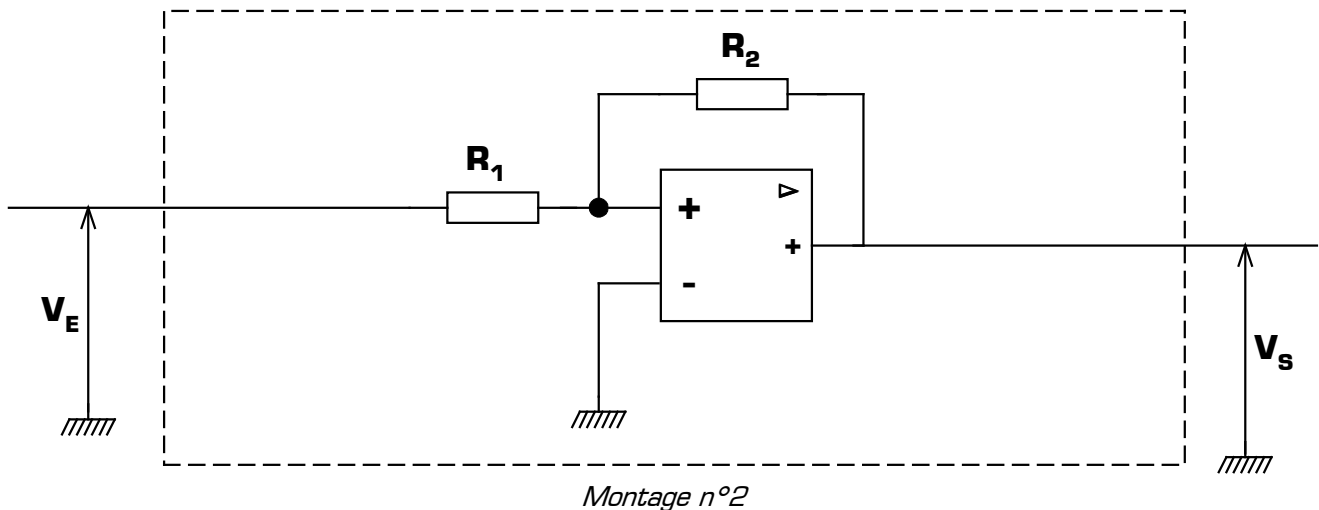 R2
R1
+
+
-
VE
VS
Montage n°2